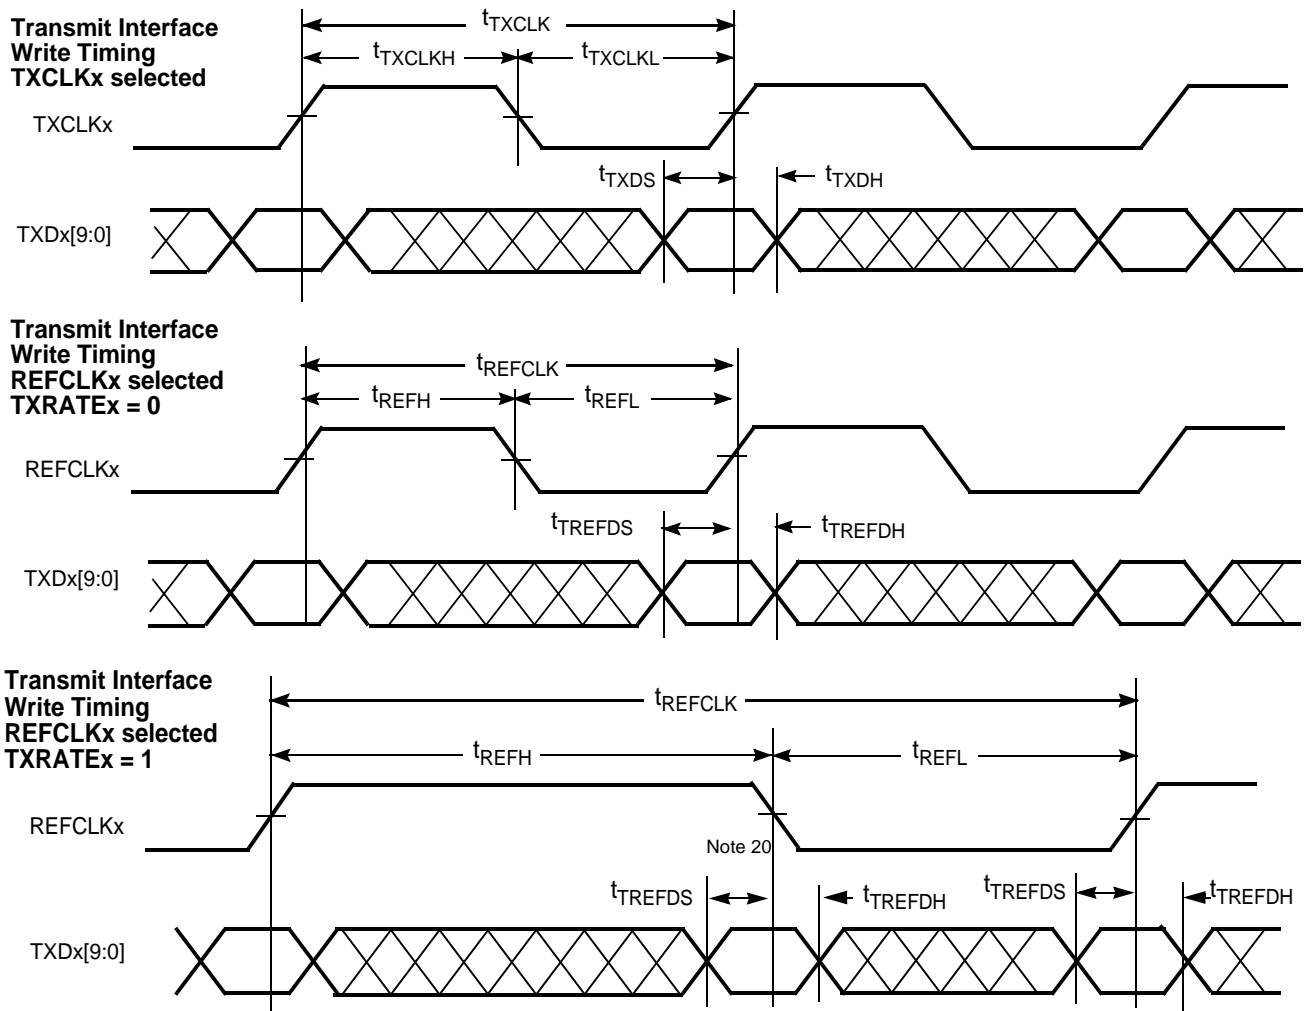 Transmit Interface
Write Timing
TXCLKx selected
tTXCLK
tTXCLKH
tTXCLKL
TXCLKx
tTXDS
tTXDH
TXDx[9:0]
Transmit Interface
Write Timing
REFCLKx selected
TXRATEx = 0
tREFCLK
tREFH
tREFL
REFCLKx
tTREFDS
tTREFDH
TXDx[9:0]
Transmit Interface
Write Timing
REFCLKx selected
TXRATEx = 1
tREFCLK
tREFH
tREFL
REFCLKx
Note 20
tTREFDS
tTREFDH
tTREFDS
tTREFDH
TXDx[9:0]